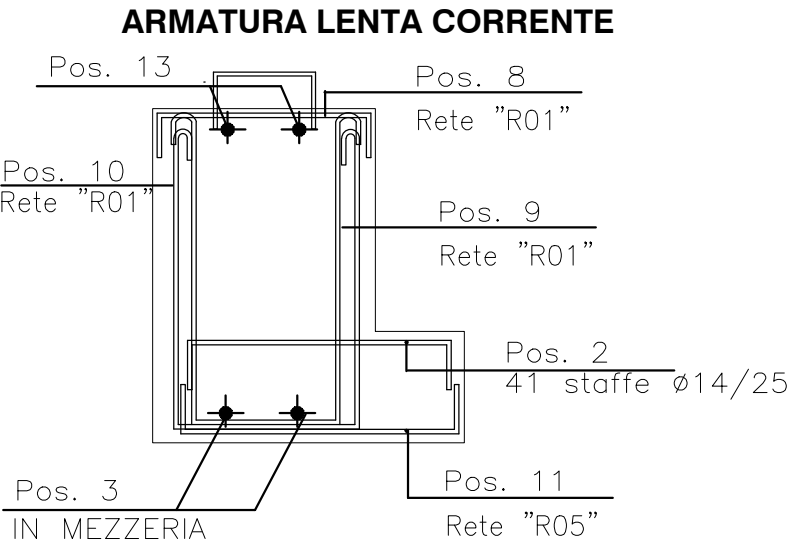 ARMATURA LENTA CORRENTE
Pos. 13
Pos. 8
Rete "R01"
Pos. 10
Rete "R01"
Pos. 9
Rete "R01"
Pos. 2
41 staffe Ø14/25
Pos. 3
IN MEZZERIA
Pos. 11
Rete "R05"